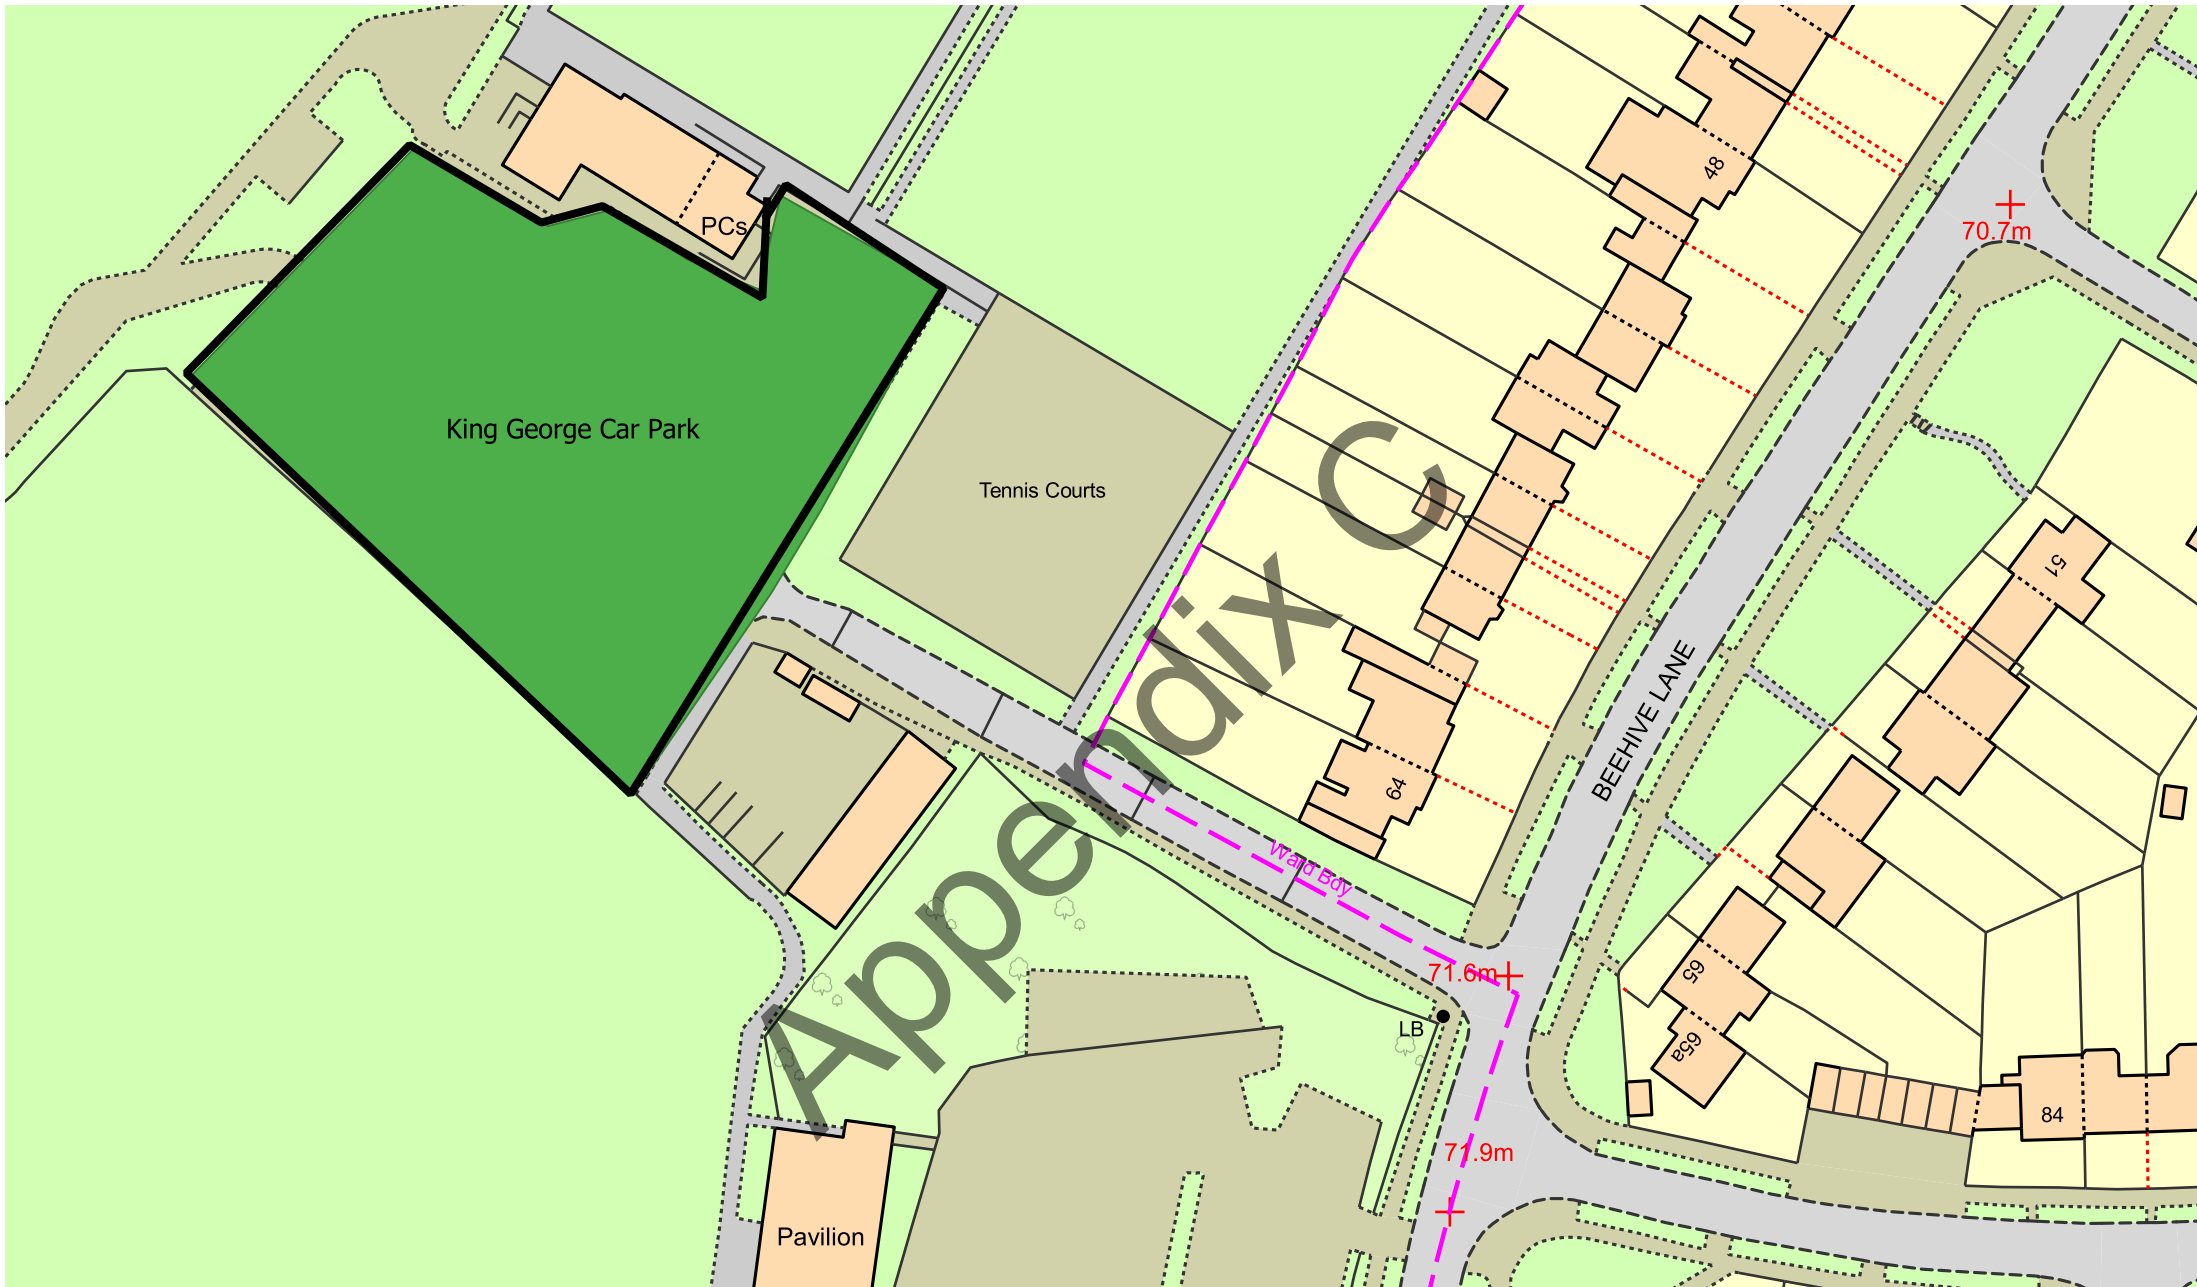 48
PCs
70.7m
King George Car Park
Tennis Courts
51
BEEHIVE LANE
64
Ward Bdy
Appendix C
71.6m
65
LB
65a
84
71.9m
Pavilion